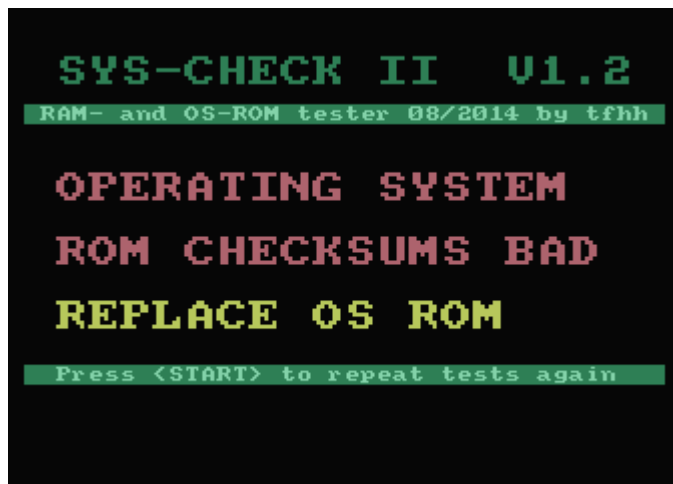 SYS-CHECK II V1.2
RAM- and OS-ROM tester 08/2014 by tfhh
OPERATING SYSTEM
ROM CHECKSUMS BAD
REPLACE OS ROM
Press <START> to repeat tests again